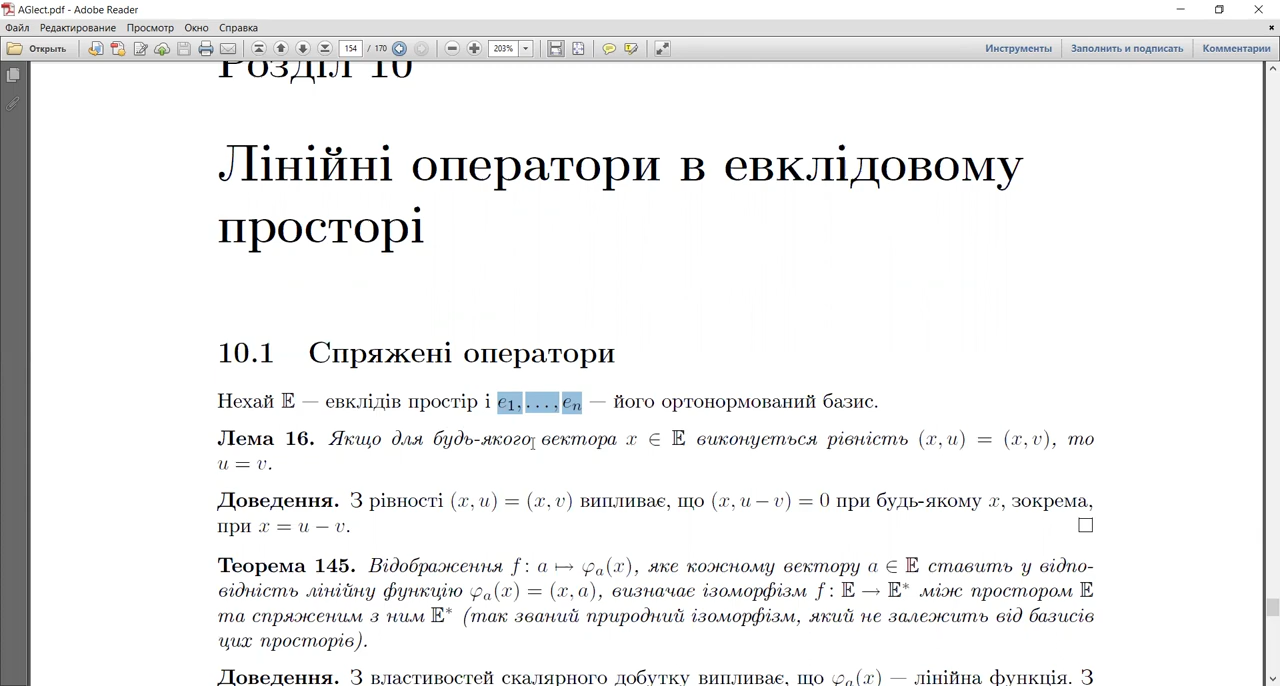 AGlect.pdf - Adobe Reader
Файл Редактирование Просмотр Окно Справка
Открыть 154 / 170 203% Инструменты Заполнить и подписать Комментарии
Розділ 10
Лінійні оператори в евклідовому
просторі
10.1 Спряжені оператори
Нехай 𝔼 — евклідів простір і e₁, . . . , eₙ — його ортонормований базис.
Лема 16. Якщо для будь-якого вектора x ∈ 𝔼 виконується рівність (x, u) = (x, v), то
u = v.
Доведення. З рівності (x, u) = (x, v) випливає, що (x, u − v) = 0 при будь-якому x, зокрема,
при x = u − v. □
Теорема 145. Відображення f : a ↦ φₐ(x), яке кожному вектору a ∈ 𝔼 ставить у відпо-
відність лінійну функцію φₐ(x) = (x, a), визначає ізоморфізм f : 𝔼 → 𝔼* між простором 𝔼
та спряженим з ним 𝔼* (так званий природний ізоморфізм, який не залежить від базисів
цих просторів).
Доведення. З властивостей скалярного добутку випливає, що φₐ(x) — лінійна функція. З